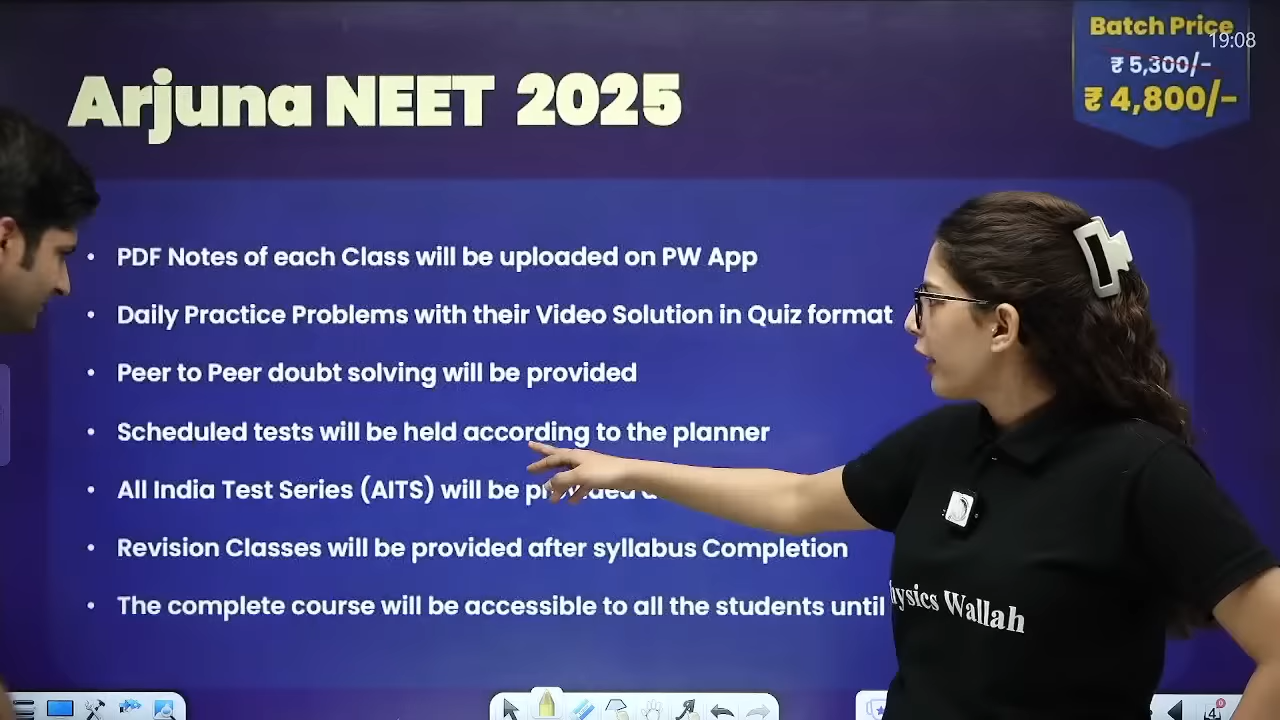 Batch Price
19:08
₹ 5,300/-
₹ 4,800/-
Arjuna NEET 2025
• PDF Notes of each Class will be uploaded on PW App
• Daily Practice Problems with their Video Solution in Quiz format
• Peer to Peer doubt solving will be provided
• Scheduled tests will be held according to the planner
• All India Test Series (AITS) will be provided
• Revision Classes will be provided after syllabus Completion
• The complete course will be accessible to all the students until
Wallah
4